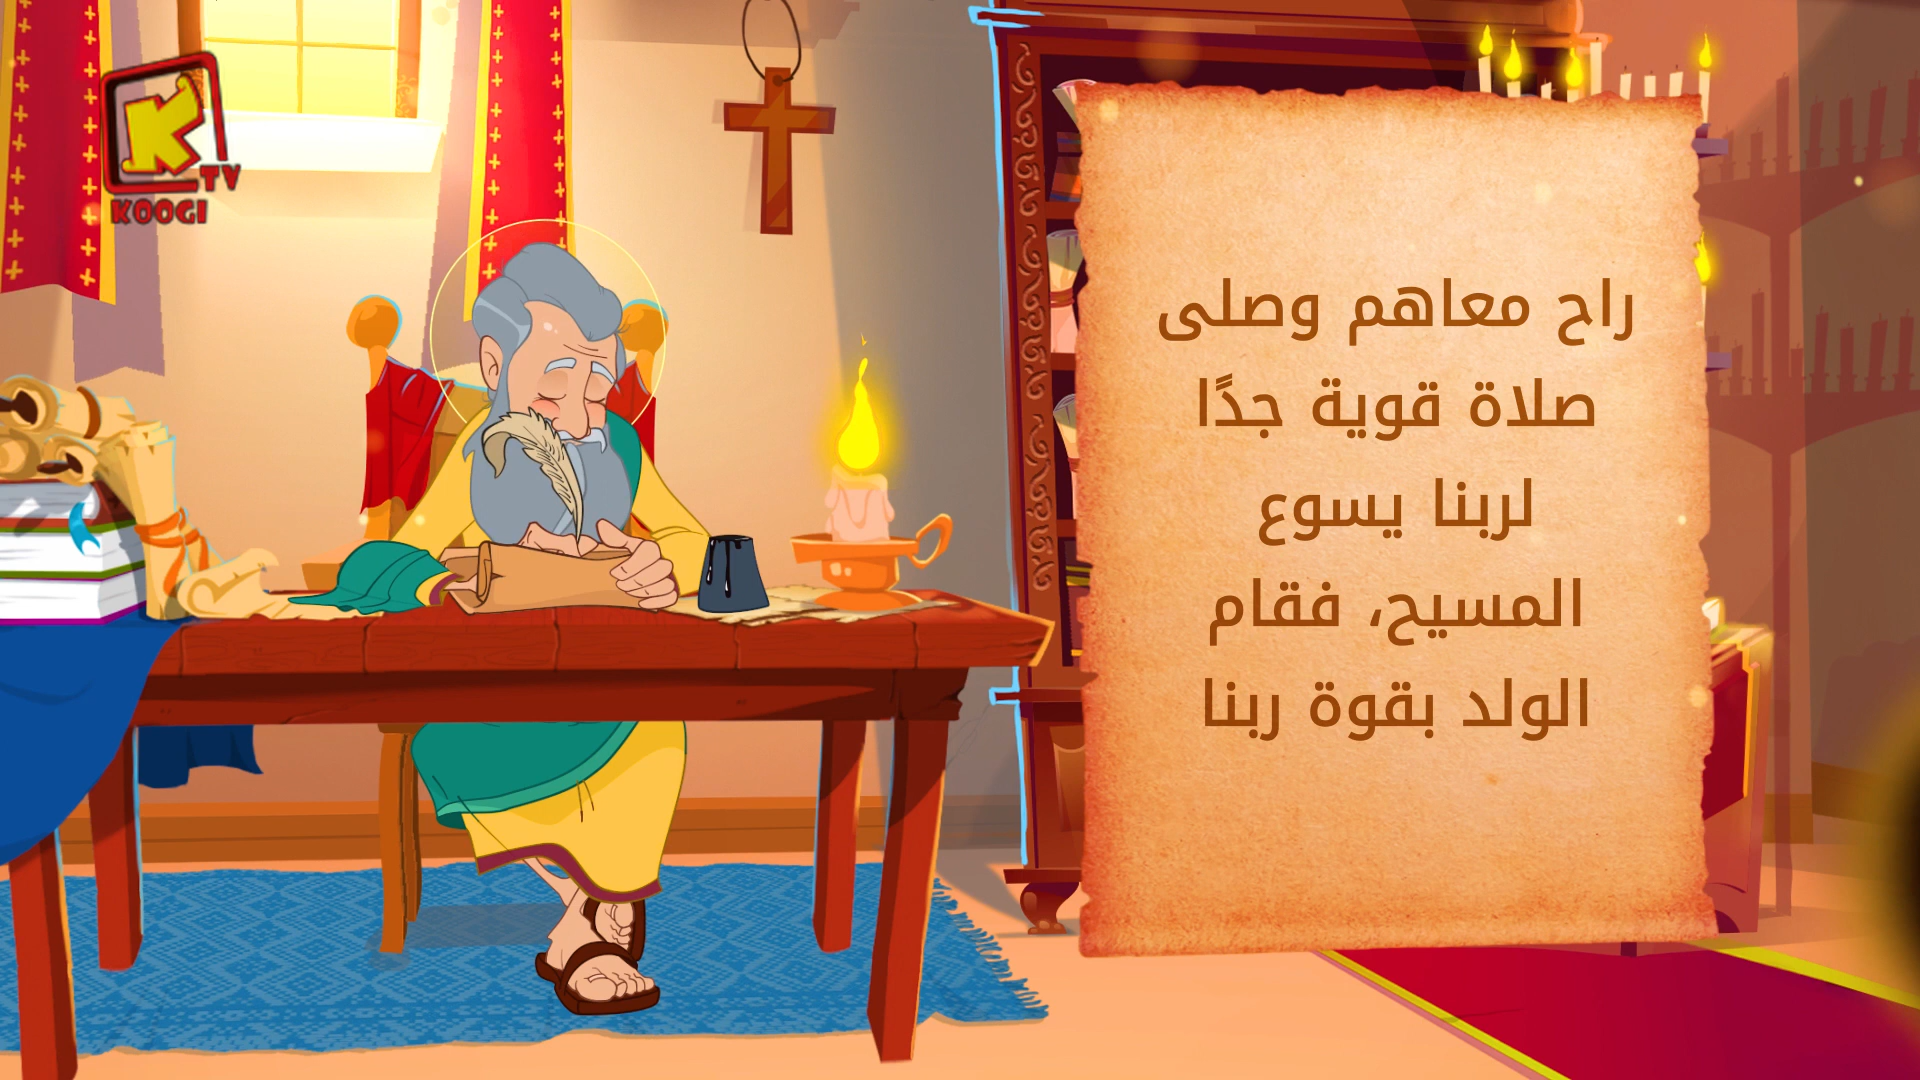 K TV
KOOGI
راح معاهم وصلى
صلاة قوية جدًا
لربنا يسوع
المسيح، فقام
الولد بقوة ربنا